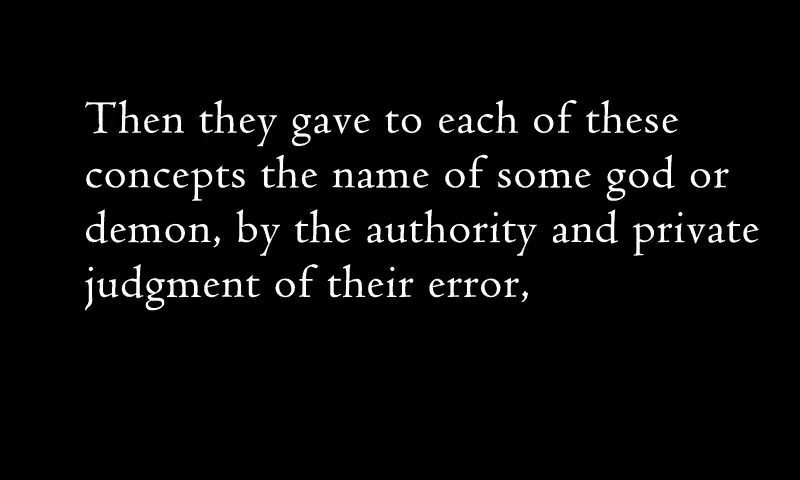 Then they gave to each of these
concepts the name of some god or
demon, by the authority and private
judgment of their error,